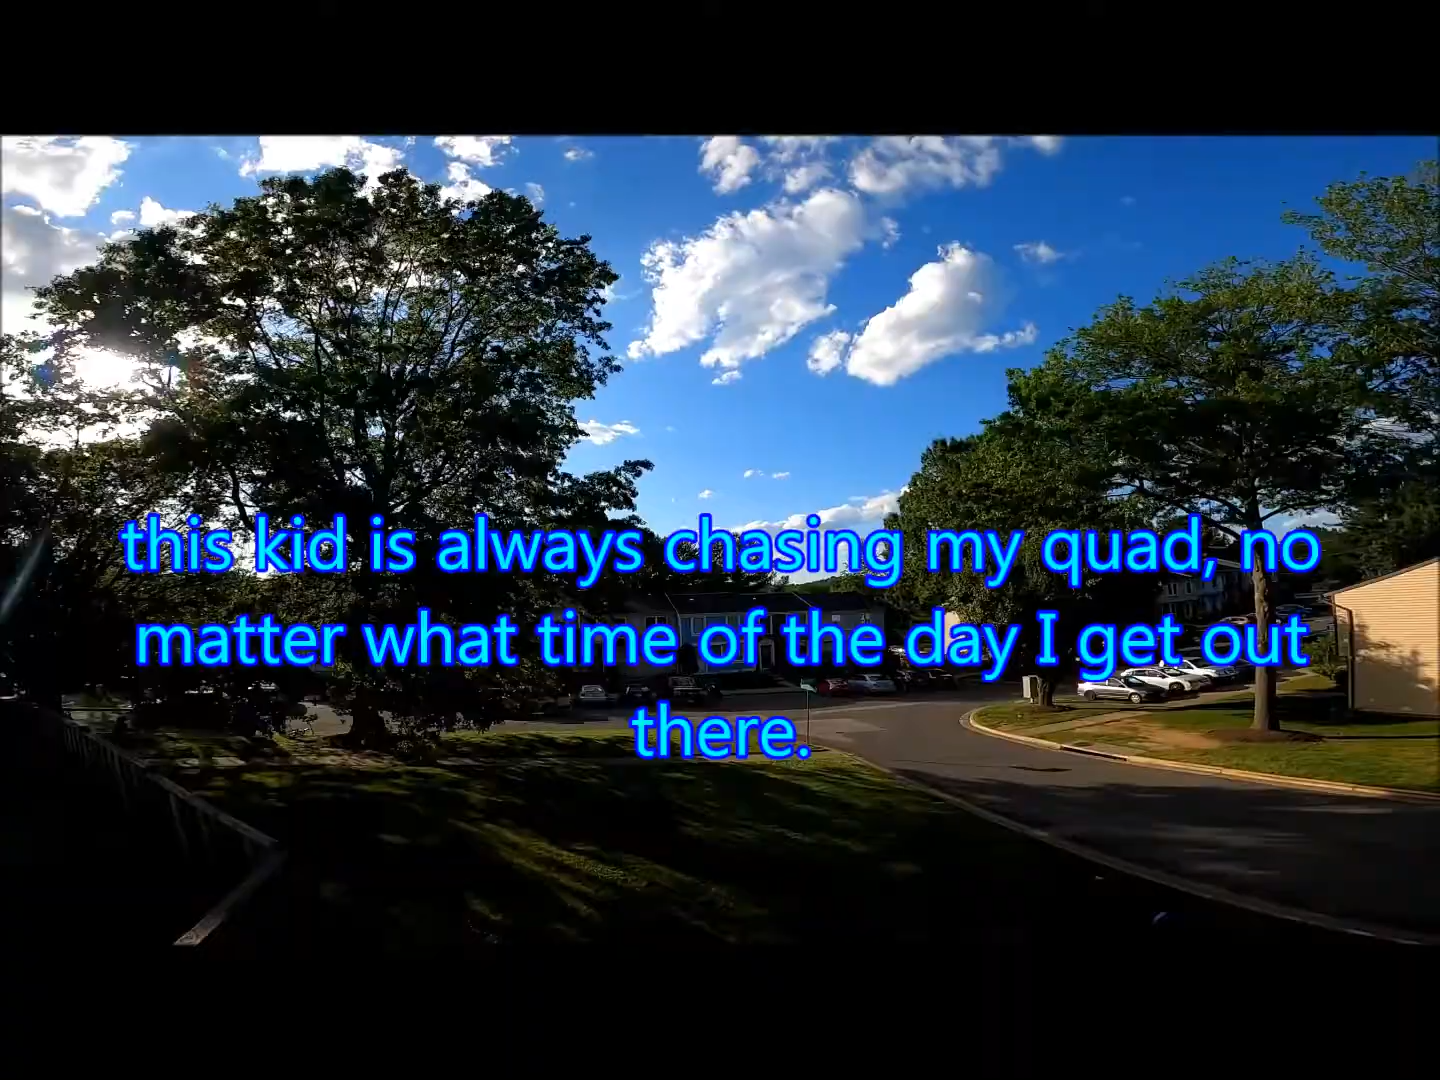 this kid is always chasing my quad, no
matter what time of the day I get out
there.